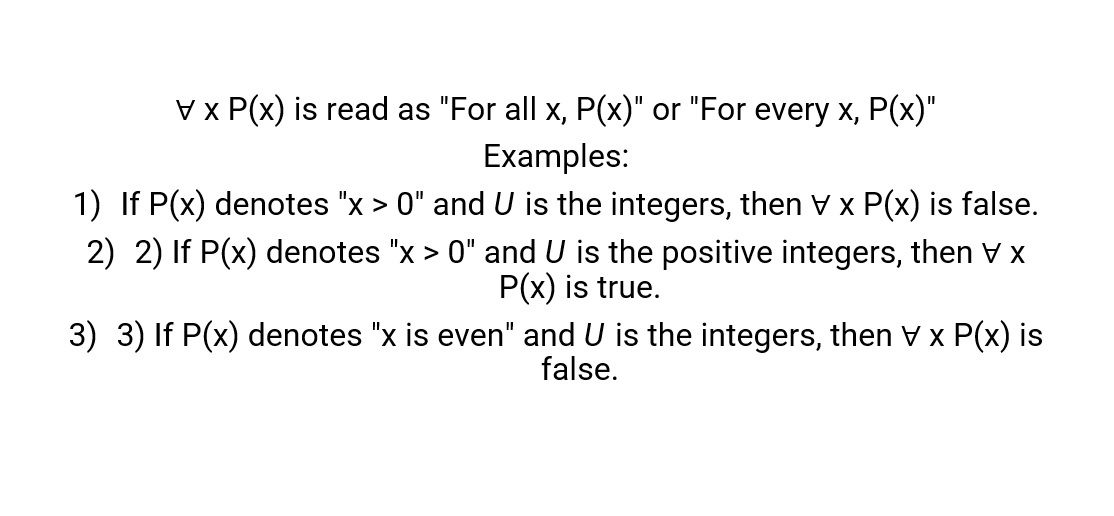 ∀ x P(x) is read as "For all x, P(x)" or "For every x, P(x)"
Examples:
1) If P(x) denotes "x > 0" and U is the integers, then ∀ x P(x) is false.
2) 2) If P(x) denotes "x > 0" and U is the positive integers, then ∀ x
P(x) is true.
3) 3) If P(x) denotes "x is even" and U is the integers, then ∀ x P(x) is
false.